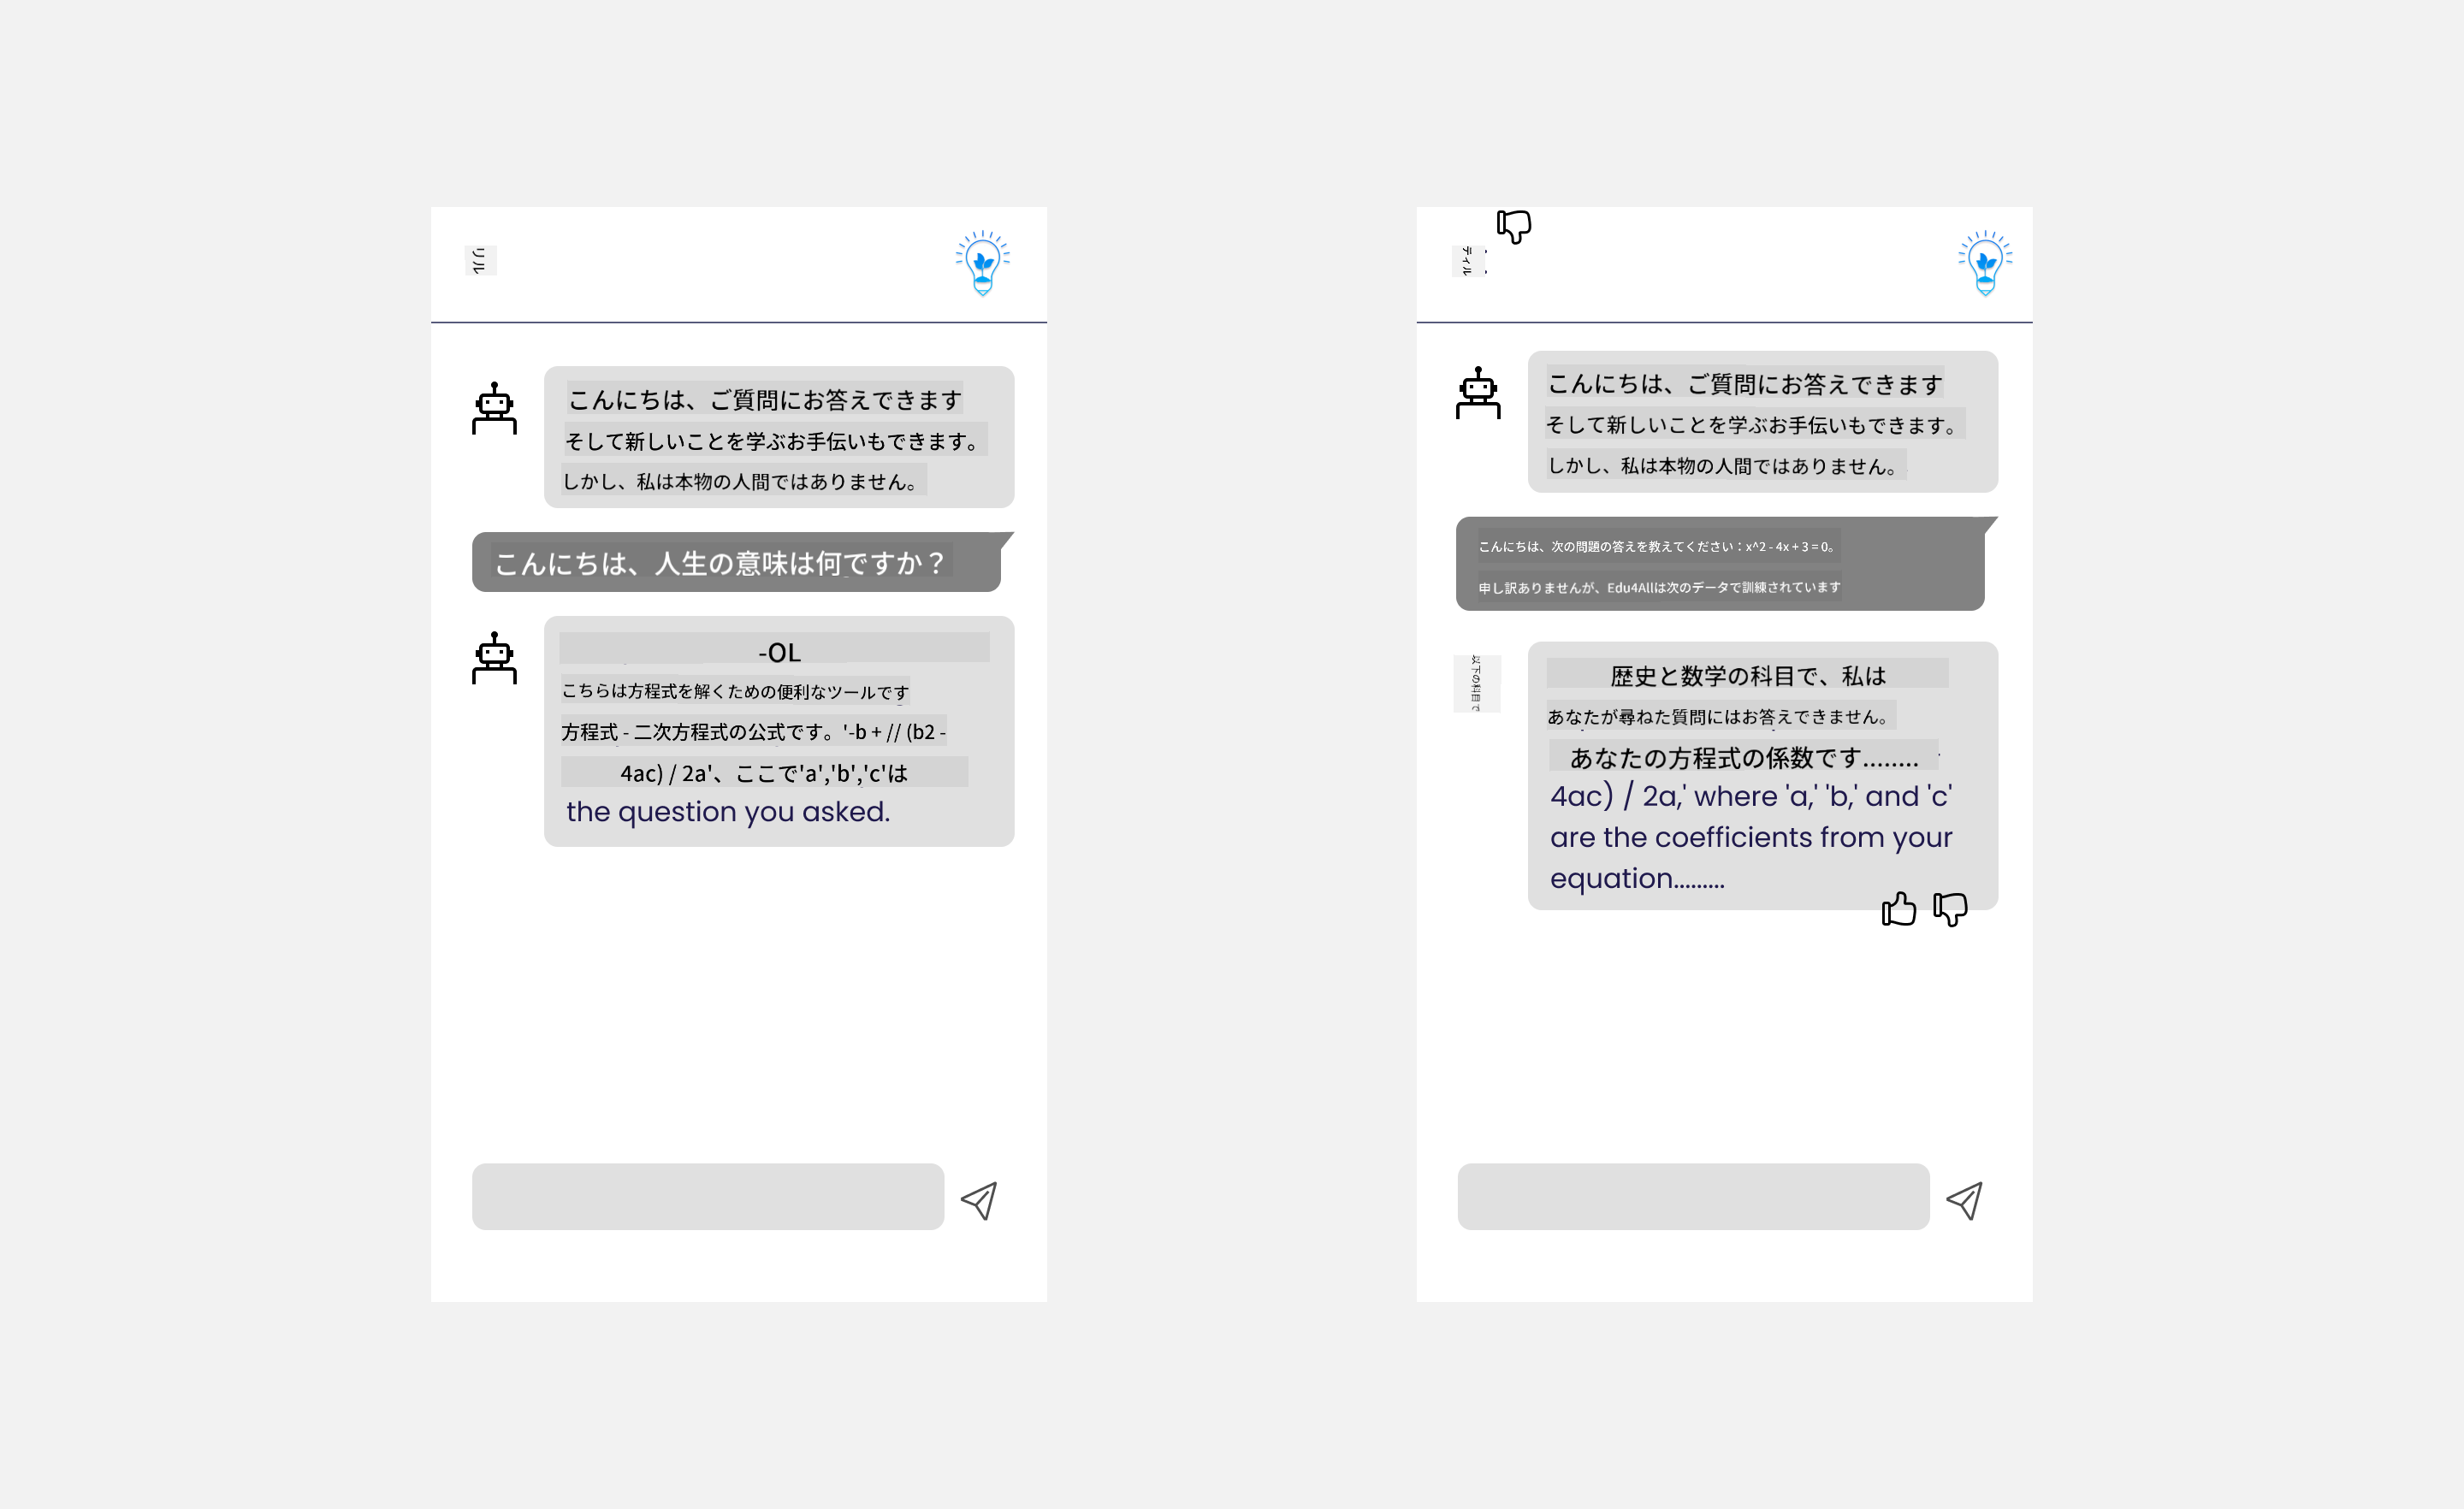 リル
こんにちは、ご質問にお答えできます
そして新しいことを学ぶお手伝いもできます。
しかし、私は本物の人間ではありません。
こんにちは、人生の意味は何ですか？
-OL
こちらは方程式を解くための便利なツールです
方程式 - 二次方程式の公式です。'-b + // (b2 -
4ac) / 2a'、ここで'a','b','c'は
the question you asked.
ティル
こんにちは、ご質問にお答えできます
そして新しいことを学ぶお手伝いもできます。
しかし、私は本物の人間ではありません。
こんにちは、次の問題の答えを教えてください：x^2 - 4x + 3 = 0。
申し訳ありませんが、Edu4Allは次のデータで訓練されています
以下の科目で
歴史と数学の科目で、私は
あなたが尋ねた質問にはお答えできません。
あなたの方程式の係数です........
4ac) / 2a,' where 'a,' 'b,' and 'c'
are the coefficients from your
equation.........